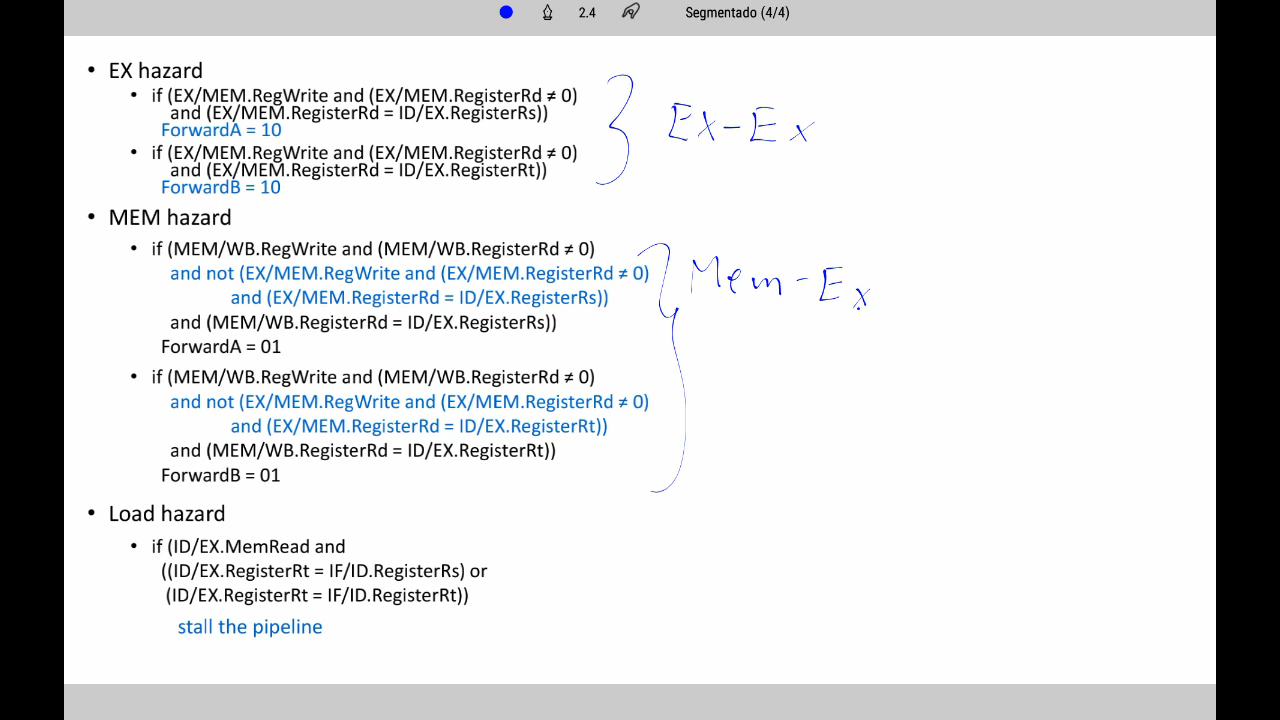 2.4 Segmentado (4/4)
• EX hazard
• if (EX/MEM.RegWrite and (EX/MEM.RegisterRd ≠ 0)
and (EX/MEM.RegisterRd = ID/EX.RegisterRs))
ForwardA = 10
• if (EX/MEM.RegWrite and (EX/MEM.RegisterRd ≠ 0)
and (EX/MEM.RegisterRd = ID/EX.RegisterRt))
ForwardB = 10
Ex-Ex
• MEM hazard
• if (MEM/WB.RegWrite and (MEM/WB.RegisterRd ≠ 0)
and not (EX/MEM.RegWrite and (EX/MEM.RegisterRd ≠ 0)
and (EX/MEM.RegisterRd = ID/EX.RegisterRs))
and (MEM/WB.RegisterRd = ID/EX.RegisterRs))
ForwardA = 01
• if (MEM/WB.RegWrite and (MEM/WB.RegisterRd ≠ 0)
and not (EX/MEM.RegWrite and (EX/MEM.RegisterRd ≠ 0)
and (EX/MEM.RegisterRd = ID/EX.RegisterRt))
and (MEM/WB.RegisterRd = ID/EX.RegisterRt))
ForwardB = 01
Mem-Ex
• Load hazard
• if (ID/EX.MemRead and
((ID/EX.RegisterRt = IF/ID.RegisterRs) or
(ID/EX.RegisterRt = IF/ID.RegisterRt))
stall the pipeline